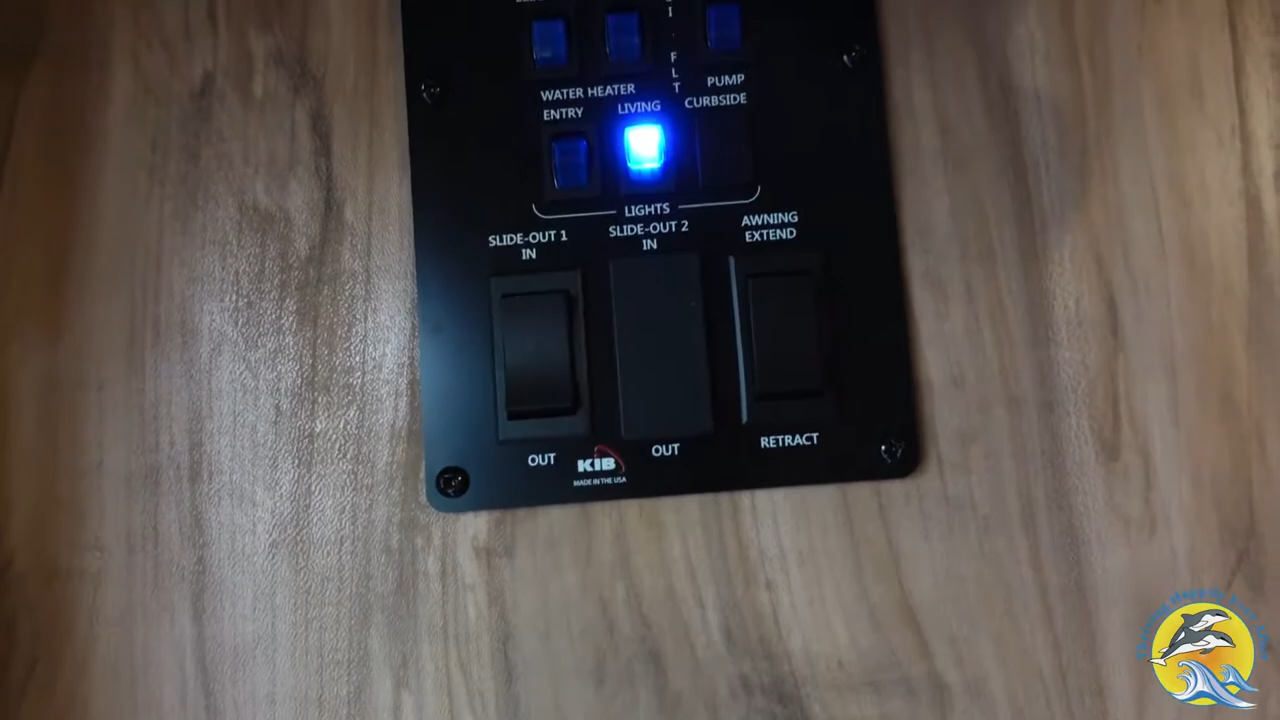 FLT
WATER HEATER
PUMP
ENTRY
LIVING
CURBSIDE
LIGHTS
SLIDE-OUT 1
IN
SLIDE-OUT 2
IN
AWNING
EXTEND
OUT
KIB
MADE IN THE USA
OUT
RETRACT